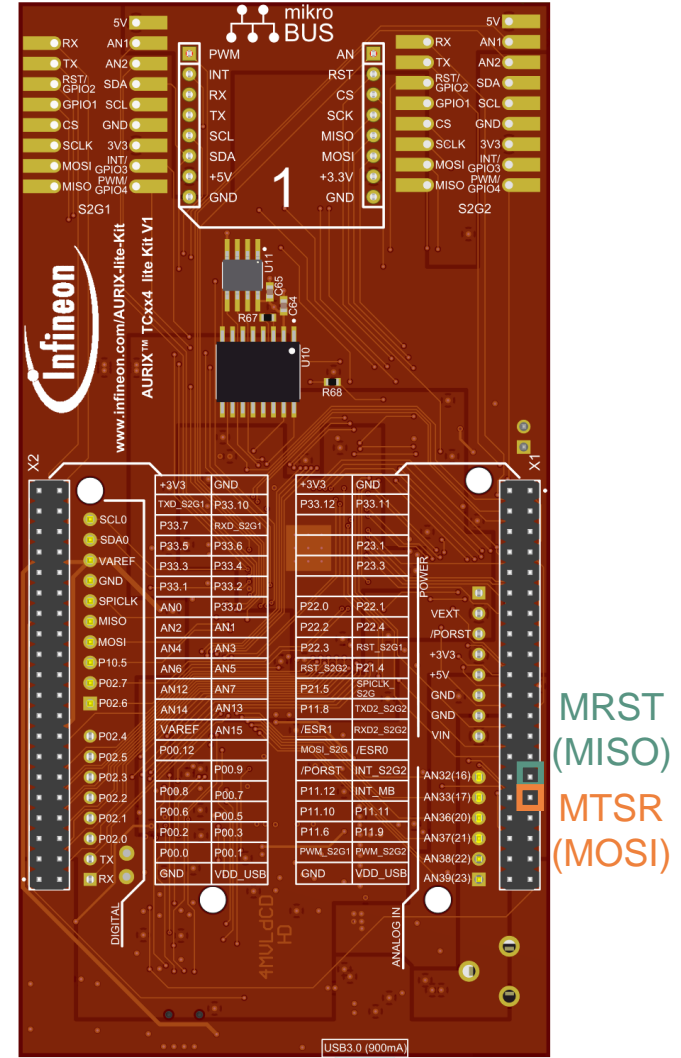 mikro
BUS
5V
RX AN1
TX AN2
RST/
GPIO2 SDA
GPIO1 SCL
CS GND
SCLK 3V3
MOSI INT/
GPIO3
MISO PWM/
GPIO4
S2G1
PWM AN
INT RST
RX CS
TX SCK
SCL MISO
SDA MOSI
+5V +3.3V
GND GND
1
5V
RX AN1
TX AN2
RST/
GPIO2 SDA
GPIO1 SCL
CS GND
SCLK 3V3
MOSI INT/
GPIO3
MISO PWM/
GPIO4
S2G2
Infineon
www.infineon.com/AURIX-lite-Kit
AURIX™ TCxx4 lite Kit V1
U11
C65
C64
R67
U10
R68
X2
X1
SCL0
SDA0
VAREF
GND
SPICLK
MISO
MOSI
P10.5
P02.7
P02.6
P02.4
P02.5
P02.3
P02.2
P02.1
P02.0
TX
RX
DIGITAL
+3V3 GND
TXD_S2G1 P33.10
P33.7 RXD_S2G1
P33.5 P33.6
P33.3 P33.4
P33.1 P33.2
AN0 P33.0
AN2 AN1
AN4 AN3
AN6 AN5
AN12 AN7
AN14 AN13
VAREF AN15
P00.12
P00.9
P00.8 P00.7
P00.6 P00.5
P00.2 P00.3
P00.0 P00.1
GND VDD_USB
+3V3 GND
P33.12 P33.11
P23.1
P23.3
P22.0 P22.1
P22.2 P22.4
P22.3 RST_S2G1
RST_S2G2 P21.4
P21.5 SPICLK
S2G
P11.8 TXD2_S2G2
/ESR1 RXD2_S2G2
MOSI_S2G /ESR0
/PORST INT_S2G2
P11.12 INT_MB
P11.10 P11.11
P11.6 P11.9
PWM_S2G1 PWM_S2G2
GND VDD_USB
POWER
VEXT
/PORST
+3V3
+5V
GND
GND
VIN
AN32(16)
AN33(17)
AN36(20)
AN37(21)
AN38(22)
AN39(23)
ANALOG IN
MRST
(MISO)
MTSR
(MOSI)
4MVLdCD
HD
USB3.0 (900mA)